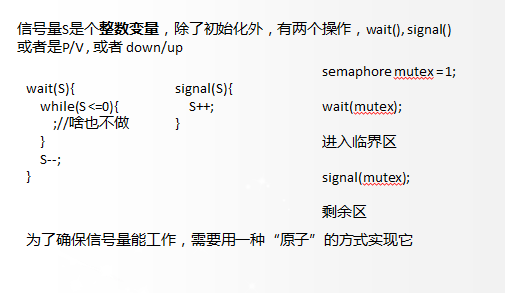 信号量S是个整数变量，除了初始化外，有两个操作，wait(), signal()
或者是P/V , 或者 down/up
wait(S){
while(S <=0){
;//啥也不做
}
S--;
}
signal(S){
S++;
}
semaphore mutex = 1;
wait(mutex);
进入临界区
signal(mutex);
剩余区
为了确保信号量能工作，需要用一种“原子”的方式实现它